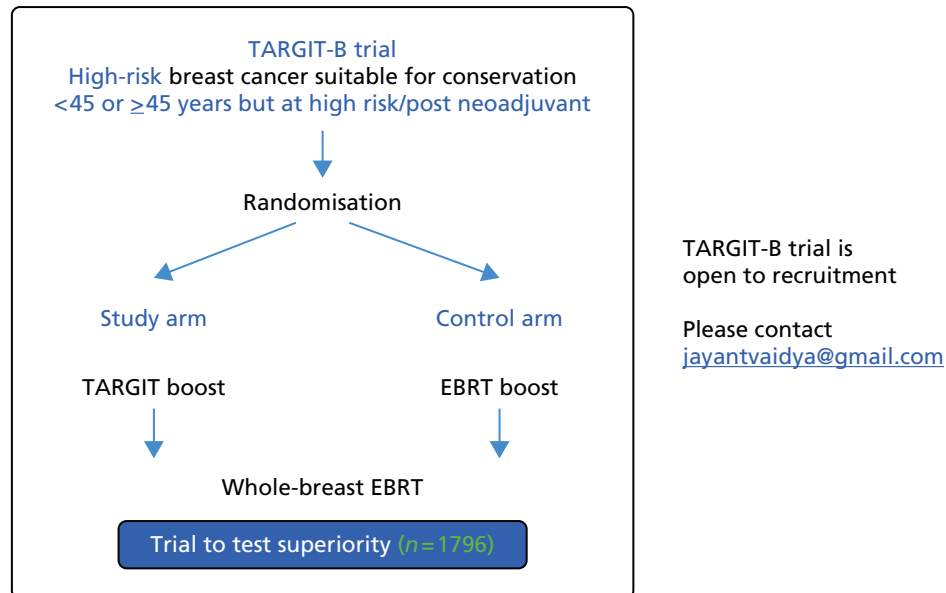 TARGIT-B trial
High-risk breast cancer suitable for conservation
<45 or ≥45 years but at high risk/post neoadjuvant
Randomisation
Study arm
Control arm
TARGIT boost
EBRT boost
Whole-breast EBRT
Trial to test superiority (n=1796)
TARGIT-B trial is
open to recruitment
Please contact
jayantvaidya@gmail.com